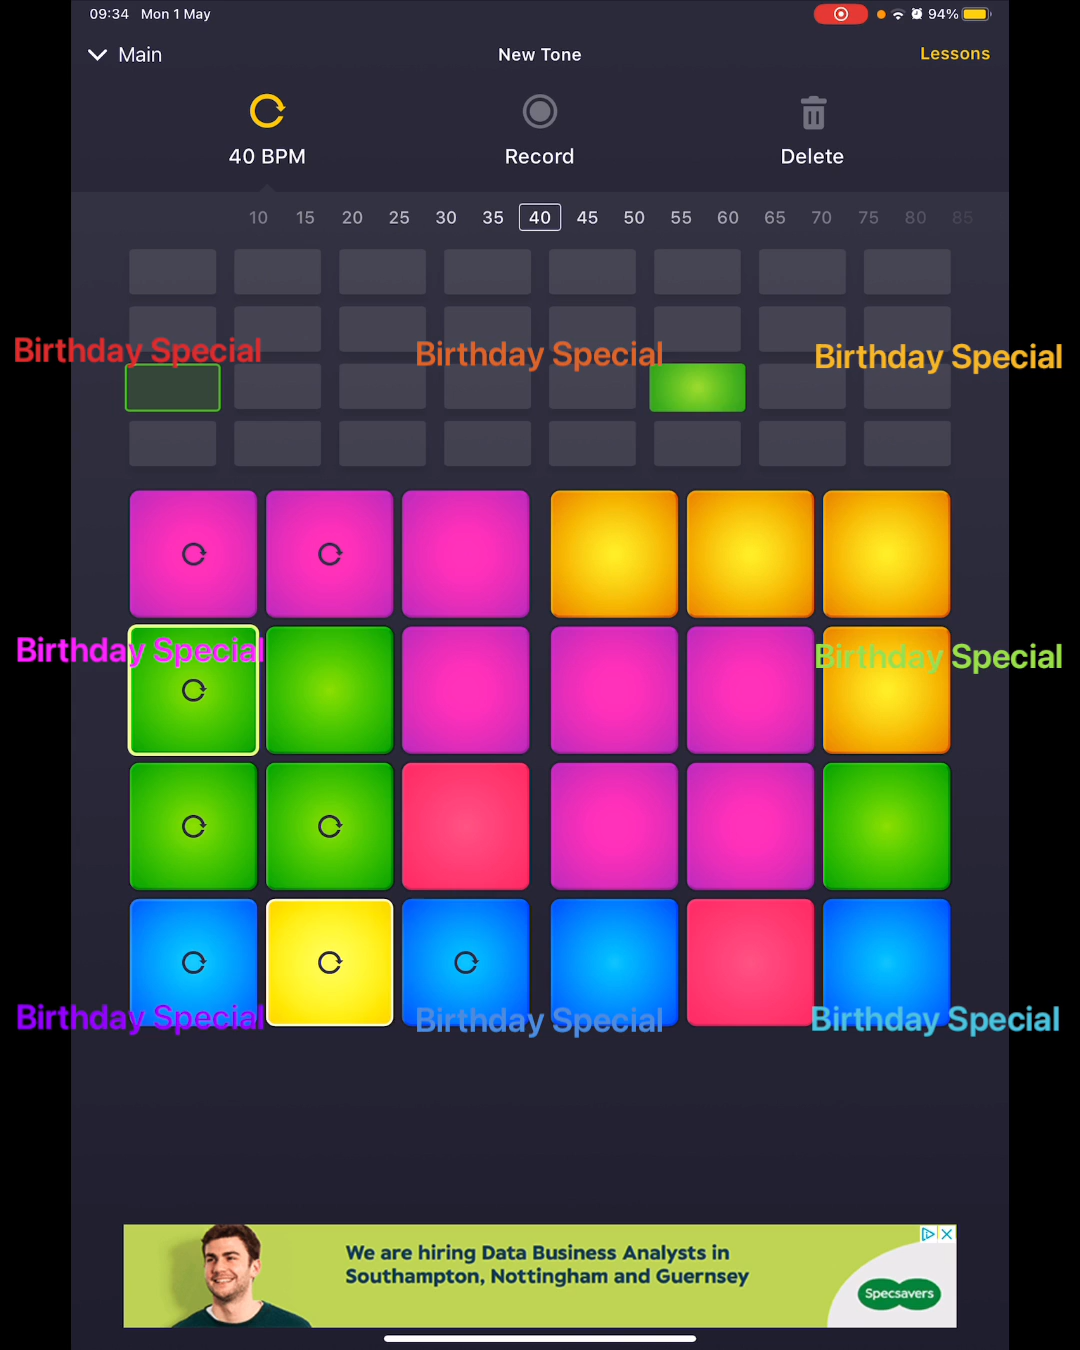 09:34 Mon 1 May
94%
Main
New Tone
Lessons
40 BPM
Record
Delete
10 15 20 25 30 35 40 45 50 55 60 65 70 75 80 85
Birthday Special
Birthday Special
Birthday Special
Birthday Special
Birthday Special
Birthday Special
Birthday Special
Birthday Special
We are hiring Data Business Analysts in
Southampton, Nottingham and Guernsey
Specsavers